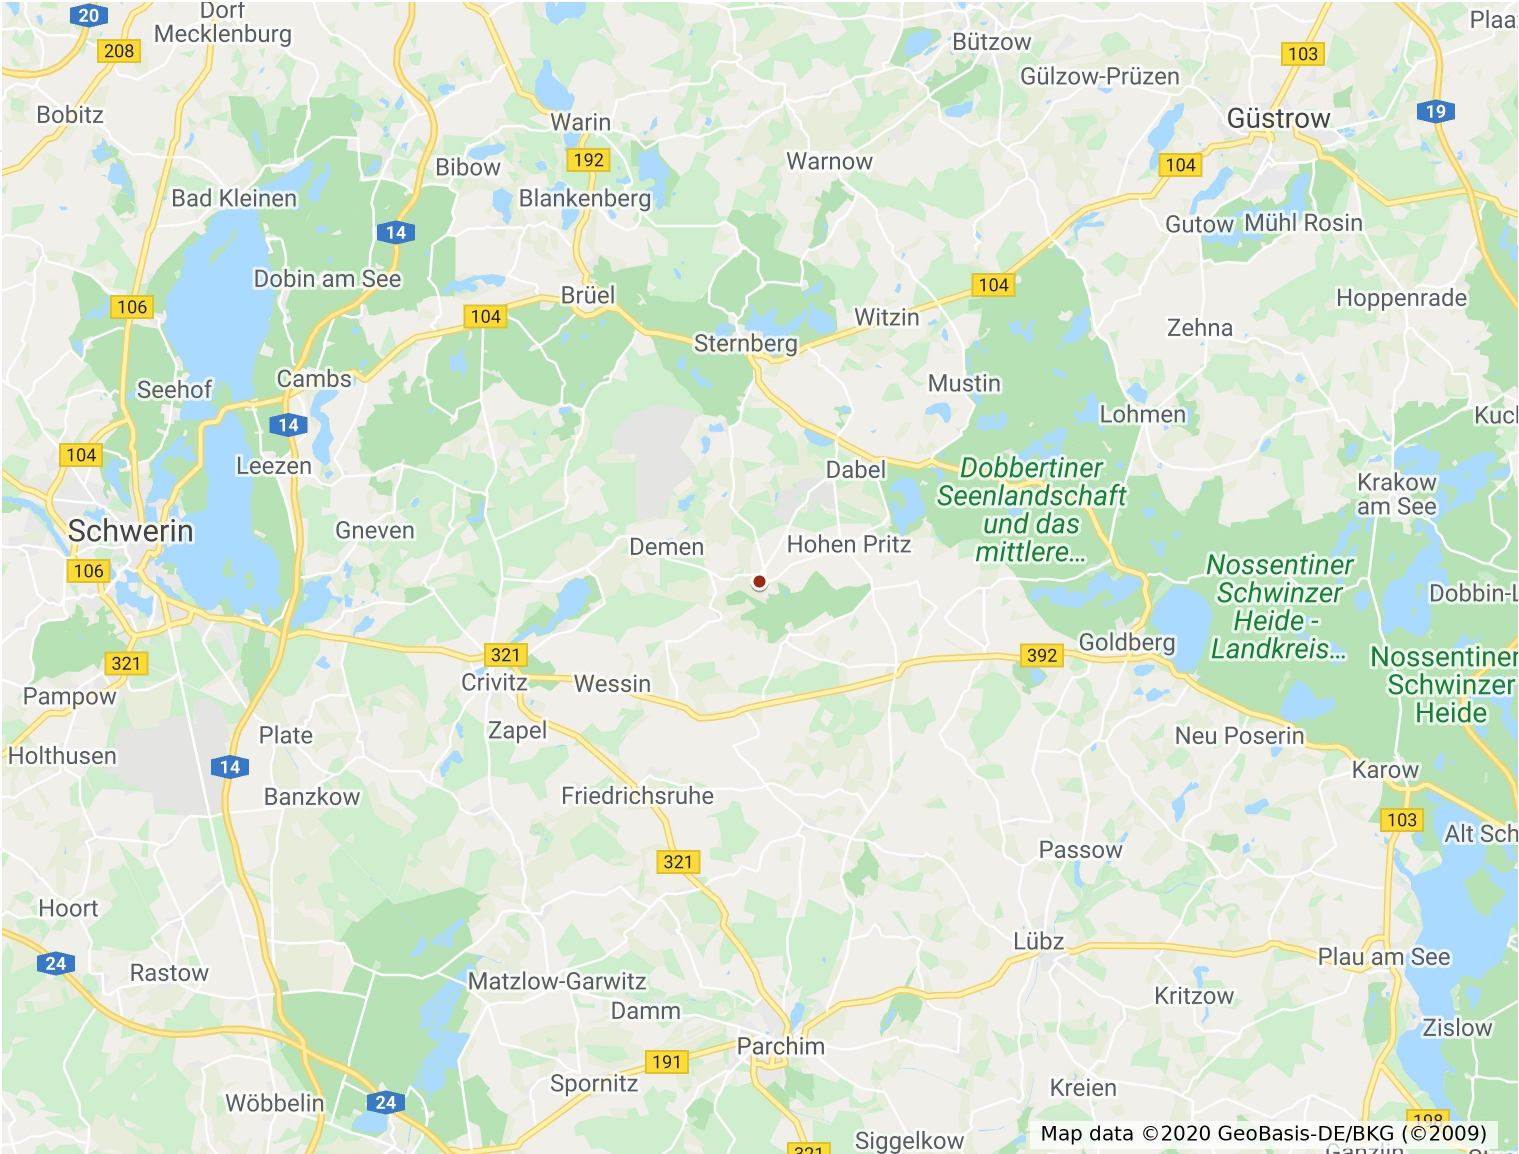 20
Dorf
Mecklenburg
208
Bützow
103
Gülzow-Prüzen
Bobitz
Warin
Güstrow
19
192
Warnow
104
Bibow
Bad Kleinen
Blankenberg
14
Gutow
Mühl Rosin
Dobin am See
106
104
Brüel
104
Witzin
Hoppenrade
Zehna
Sternberg
Seehof
Cambs
Mustin
Lohmen
14
104
Leezen
Dabel
Dobbertiner
Seenlandschaft
und das
mittlere...
Krakow
am See
Schwerin
Gneven
Demen
Hohen Pritz
106
Nossentiner
Schwinzer
Heide -
Landkreis...
321
321
392
Goldberg
Nossentiner
Schwinzer
Heide
Pampow
Crivitz
Wessin
Zapel
Holthusen
Plate
Neu Poserin
14
Karow
Banzkow
Friedrichsruhe
103
321
Passow
Hoort
Lübz
24
Rastow
Plau am See
Matzlow-Garwitz
Damm
Kritzow
Zislow
Parchim
191
Spornitz
Kreien
Wöbbelin
24
198
Siggelkow
321
Map data ©2020 GeoBasis-DE/BKG (©2009)